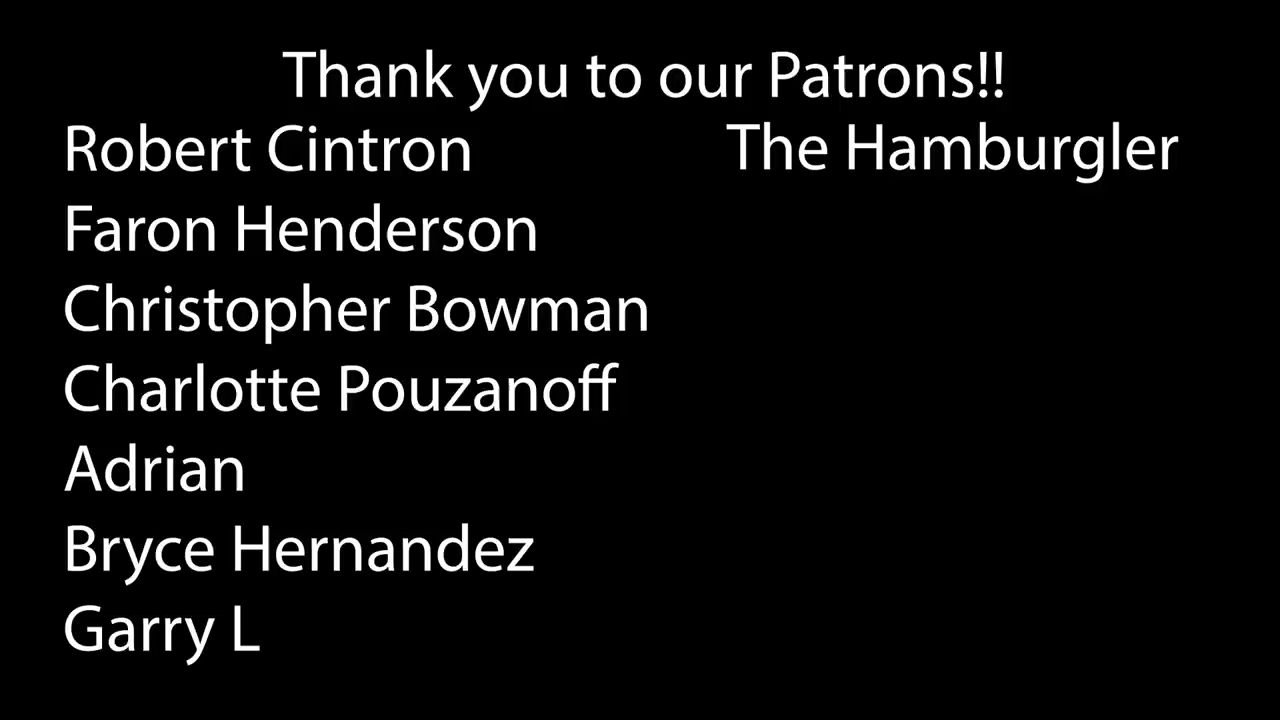 Thank you to our Patrons!!
Robert Cintron
Faron Henderson
Christopher Bowman
Charlotte Pouzanoff
Adrian
Bryce Hernandez
Garry L
The Hamburgler